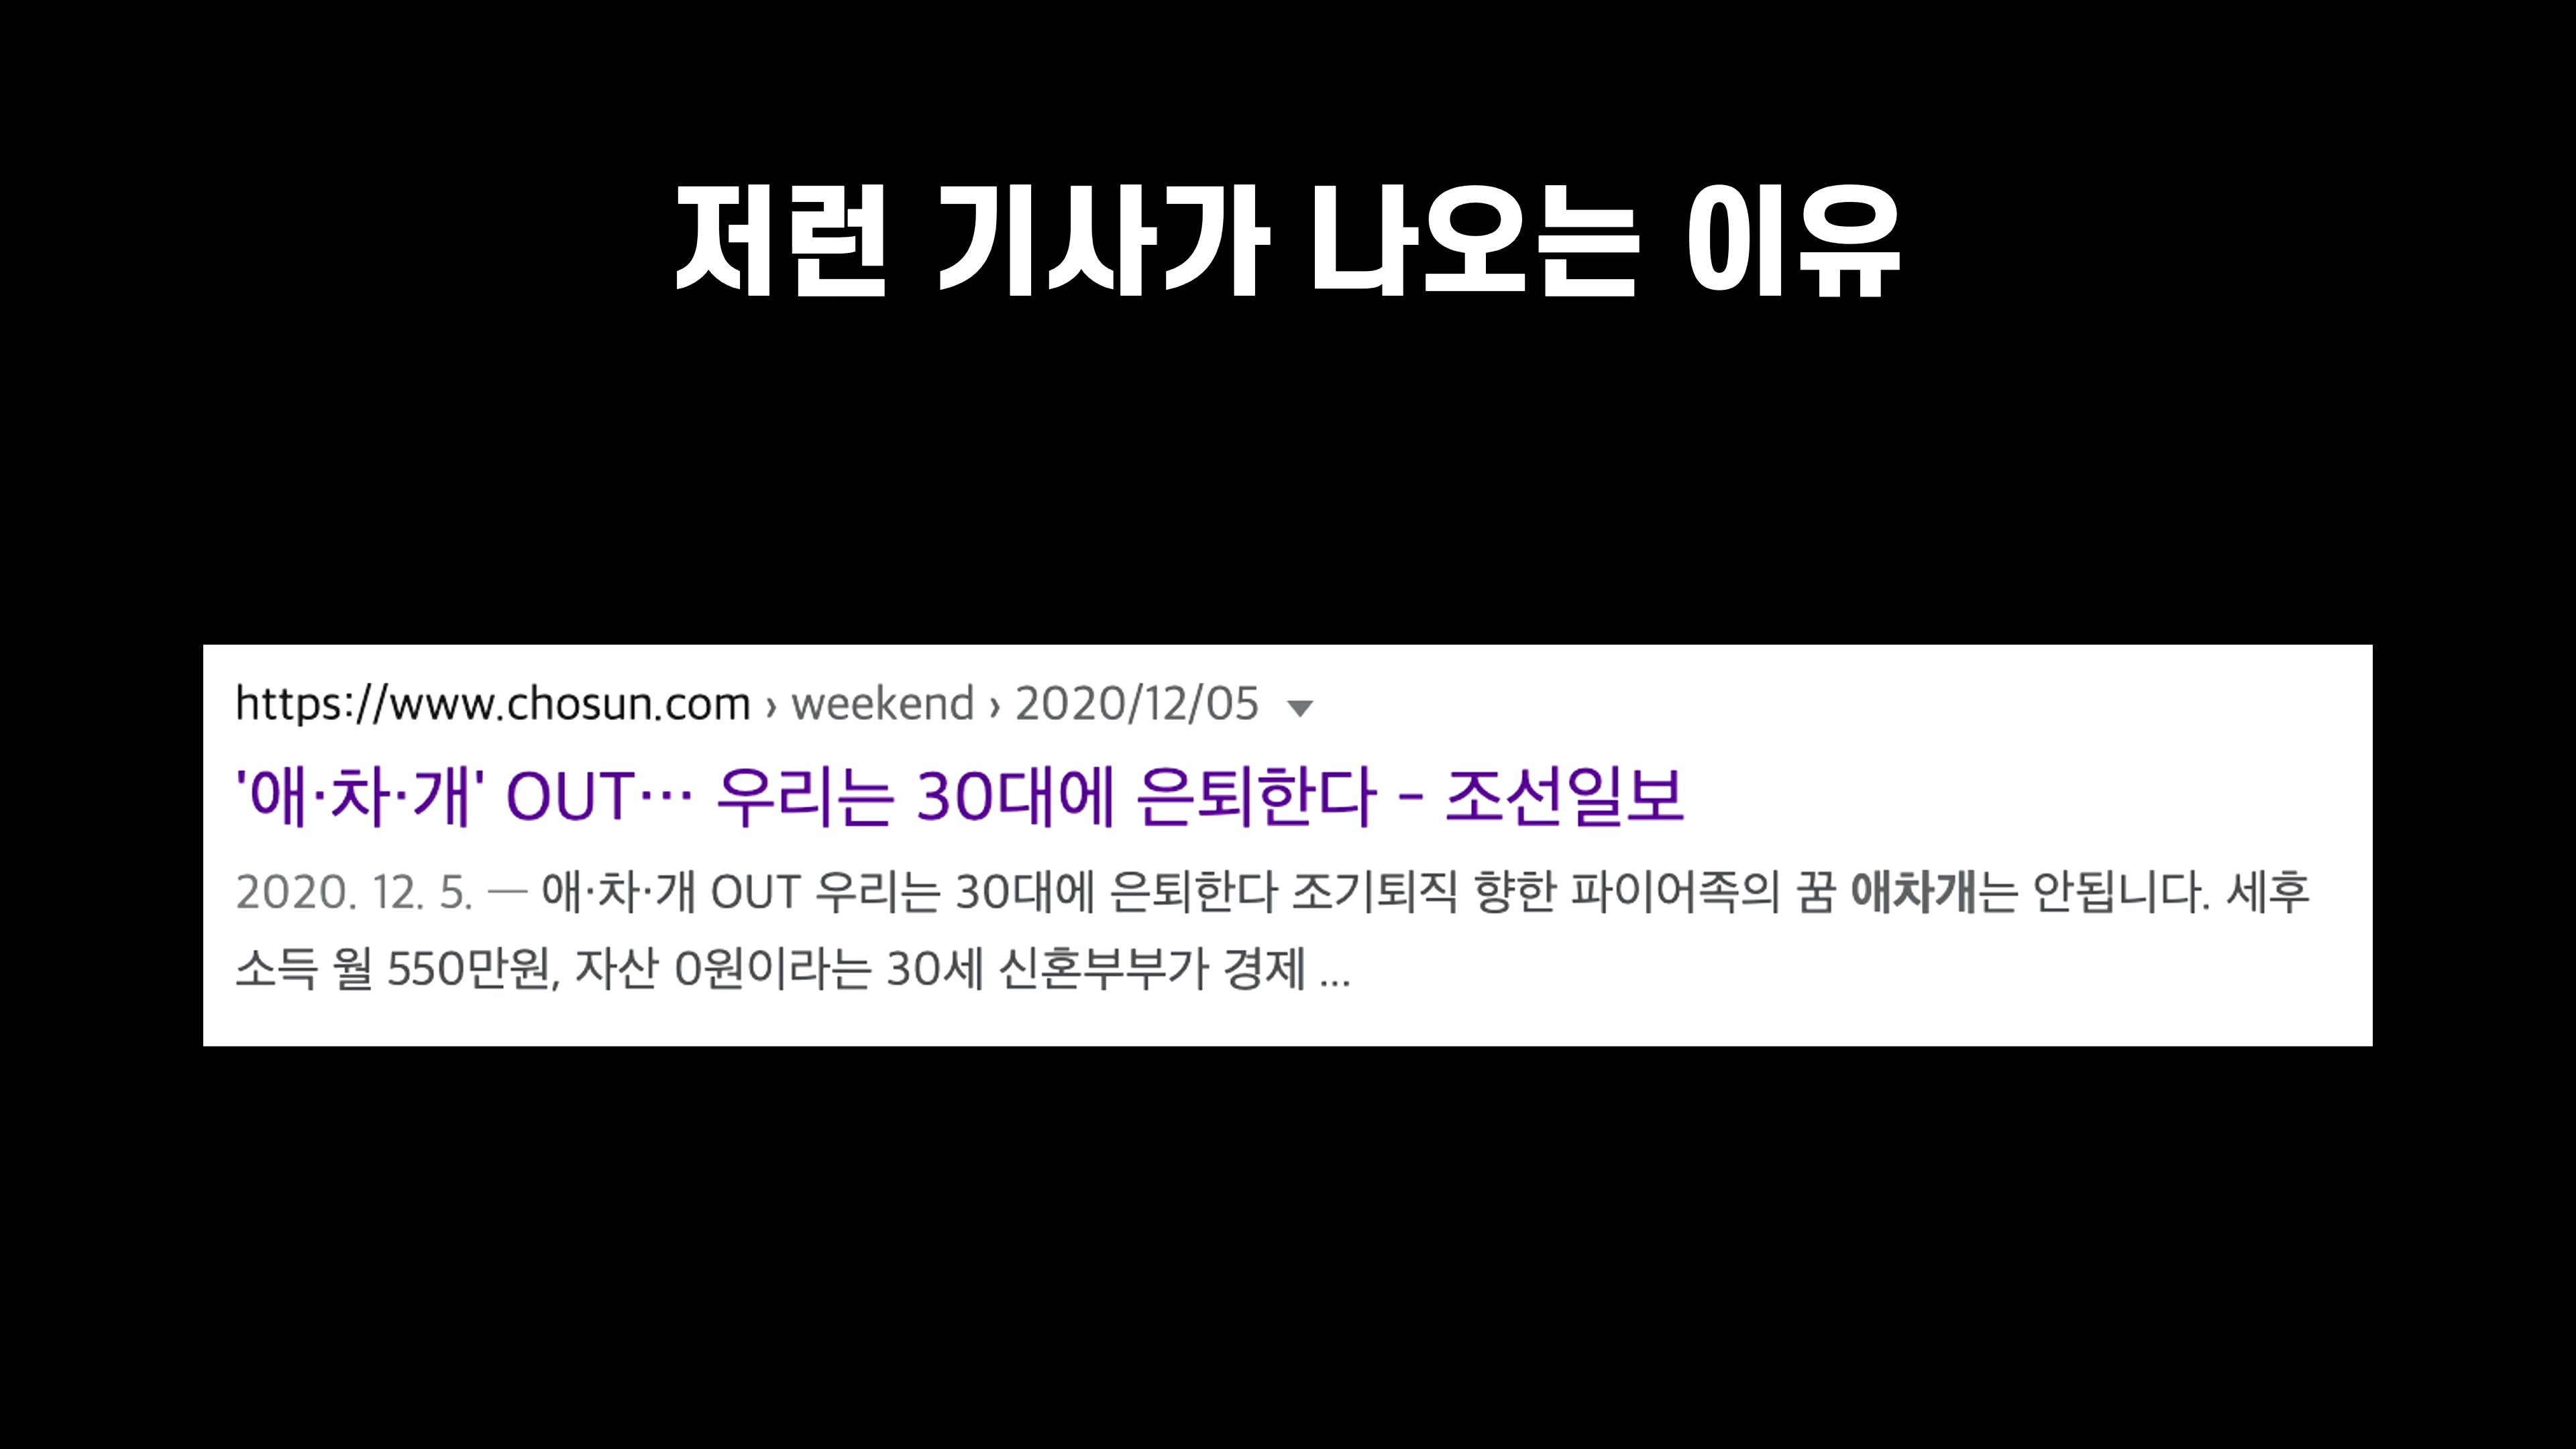 저런 기사가 나오는 이유
https://www.chosun.com › weekend › 2020/12/05
'애·차·개' OUT… 우리는 30대에 은퇴한다 - 조선일보
2020. 12. 5. — 애·차·개 OUT 우리는 30대에 은퇴한다 조기퇴직 향한 파이어족의 꿈 애차개는 안됩니다. 세후
소득 월 550만원, 자산 0원이라는 30세 신혼부부가 경제 ...